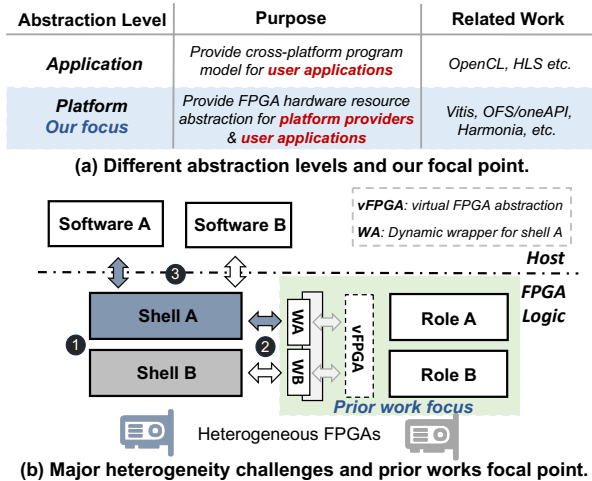 Abstraction Level Purpose Related Work
Application
Provide cross-platform program
model for user applications
OpenCL, HLS etc.
Platform
Our focus
Provide FPGA hardware resource
abstraction for platform providers
& user applications
Vitis, OFS/oneAPI,
Harmonia, etc.
(a) Different abstraction levels and our focal point.
Software A
Software B
vFPGA: virtual FPGA abstraction
WA: Dynamic wrapper for shell A
Host
3
FPGA
Logic
1
Shell A
Shell B
2
WA
WB
vFPGA
Role A
Role B
Prior work focus
Heterogeneous FPGAs
(b) Major heterogeneity challenges and prior works focal point.